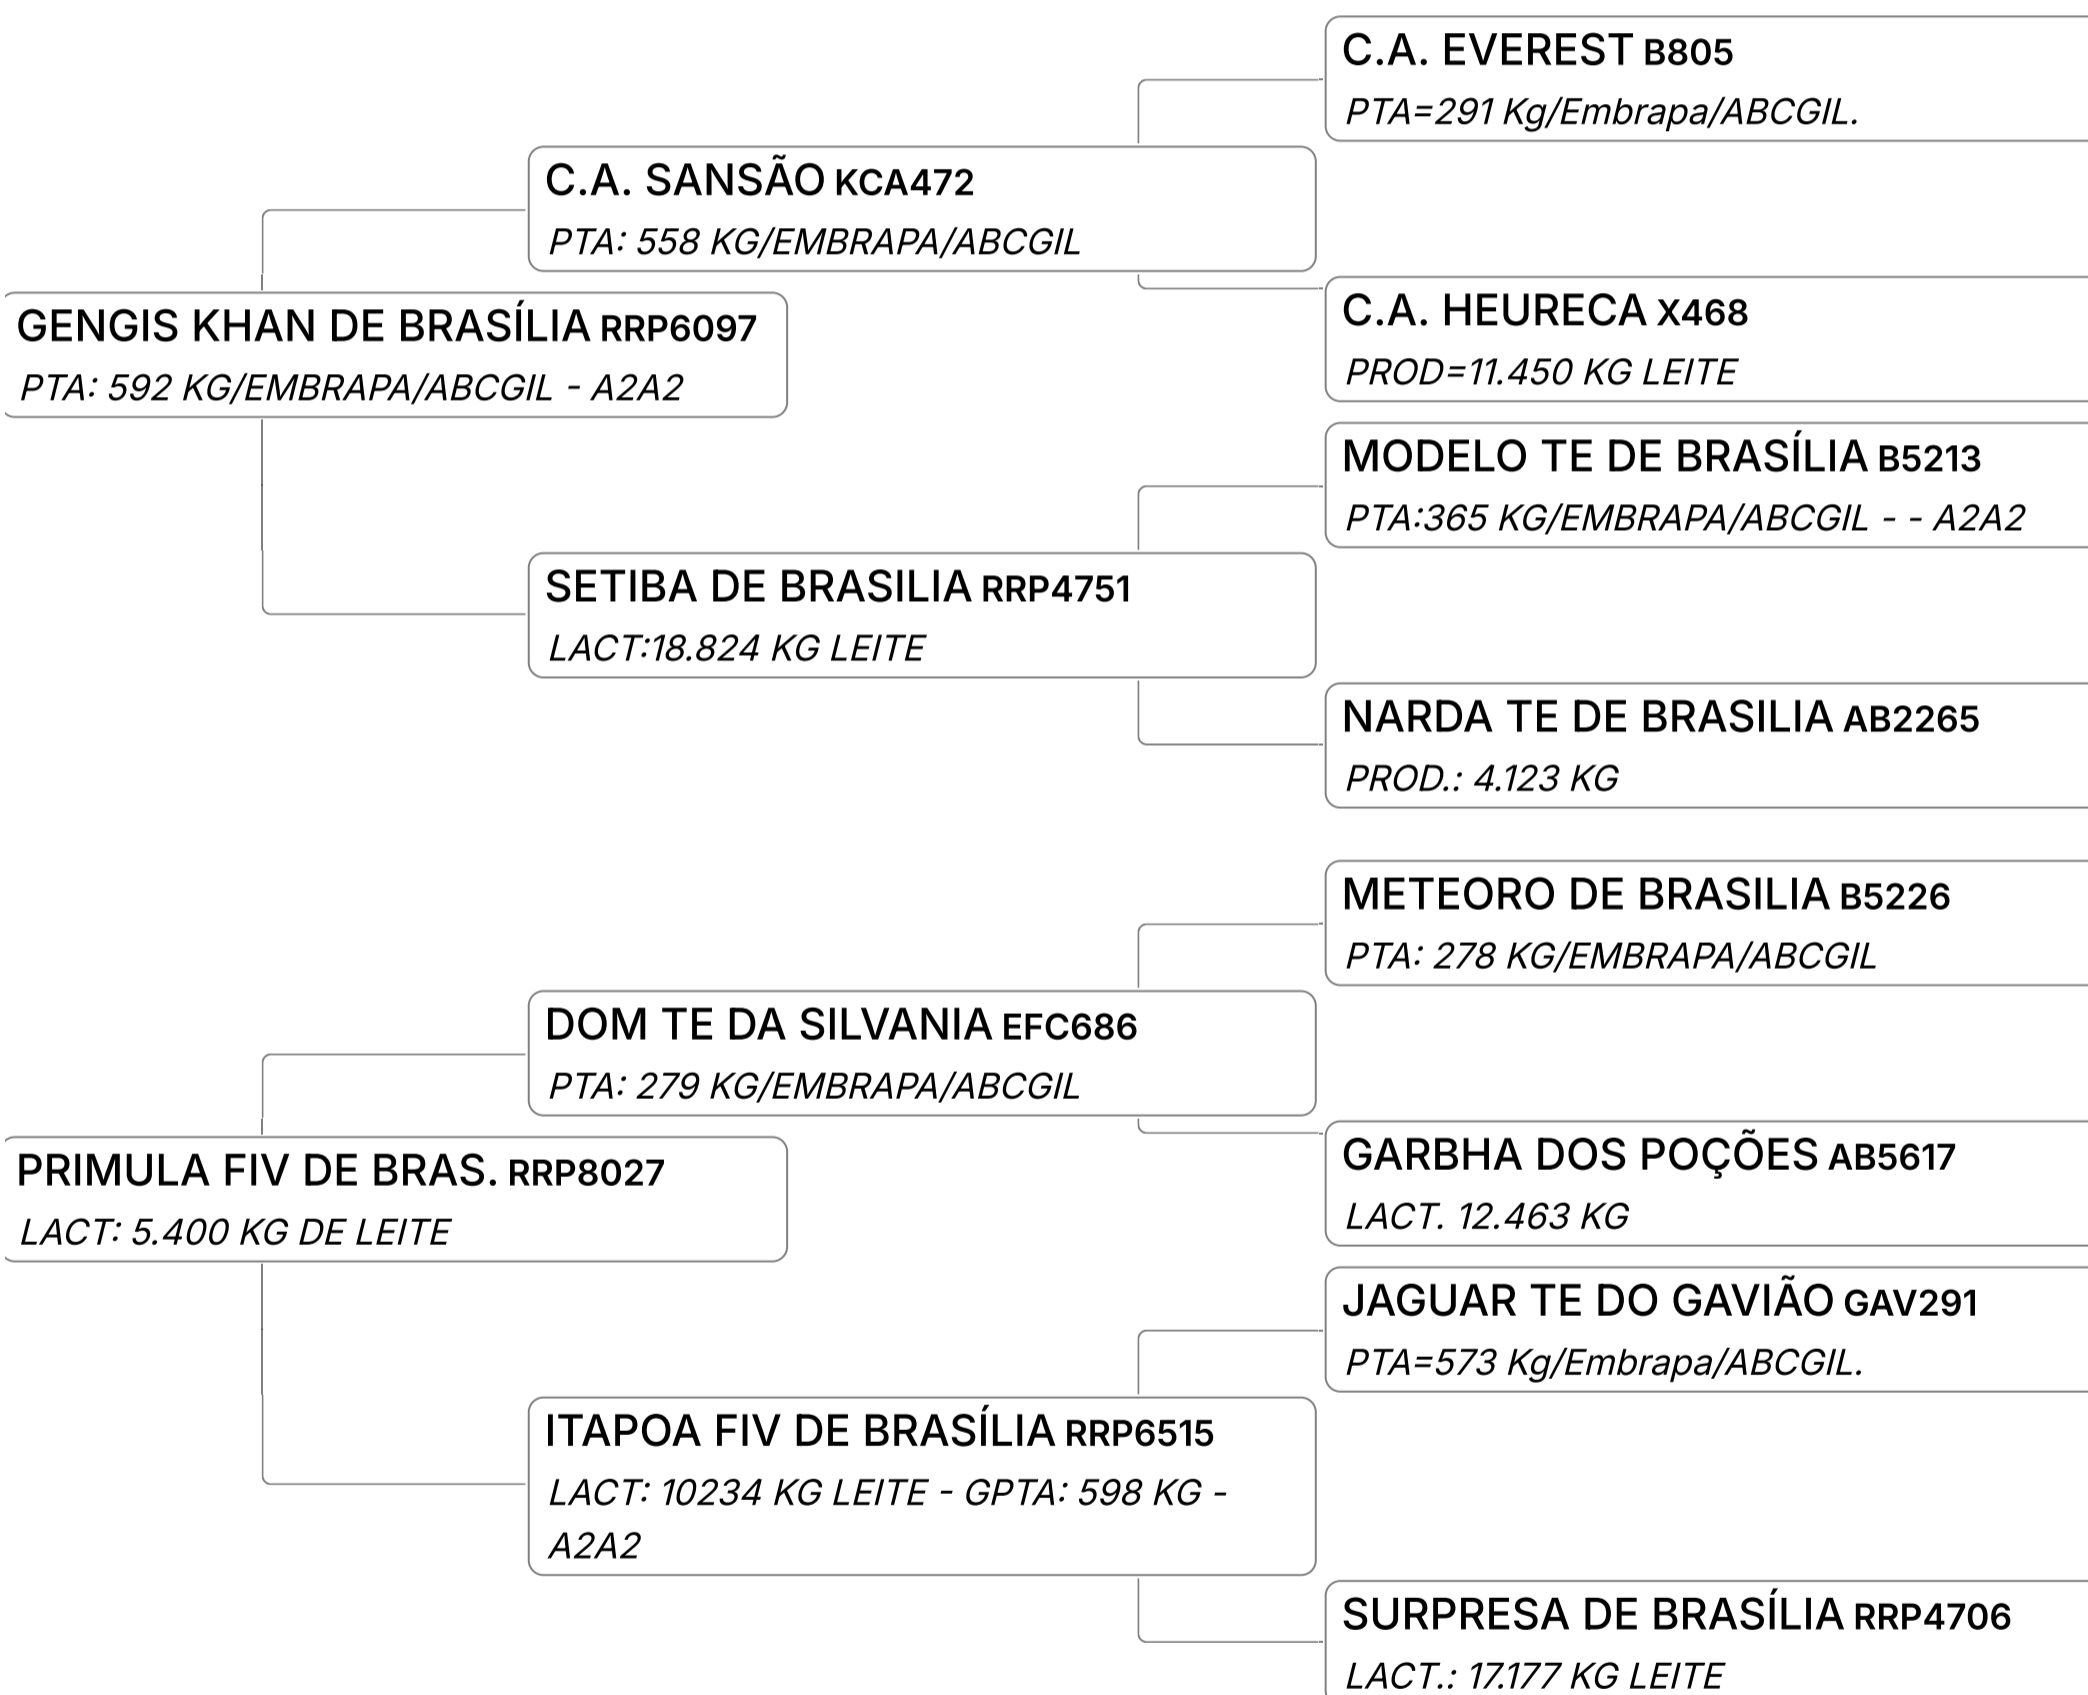 C.A. EVEREST B805
PTA=291 Kg/Embrapa/ABCGIL.
C.A. SANSÃO KCA472
PTA: 558 KG/EMBRAPA/ABCGIL
C.A. HEURECA X468
PROD=11.450 KG LEITE
GENGIS KHAN DE BRASÍLIA RRP6097
PTA: 592 KG/EMBRAPA/ABCGIL - A2A2
MODELO TE DE BRASÍLIA B5213
PTA:365 KG/EMBRAPA/ABCGIL - - A2A2
SETIBA DE BRASILIA RRP4751
LACT:18.824 KG LEITE
NARDA TE DE BRASILIA AB2265
PROD.: 4.123 KG
METEORO DE BRASILIA B5226
PTA: 278 KG/EMBRAPA/ABCGIL
DOM TE DA SILVANIA EFC686
PTA: 279 KG/EMBRAPA/ABCGIL
GARBHA DOS POÇÕES AB5617
LACT. 12.463 KG
PRIMULA FIV DE BRAS. RRP8027
LACT: 5.400 KG DE LEITE
JAGUAR TE DO GAVIÃO GAV291
PTA=573 Kg/Embrapa/ABCGIL.
ITAPOA FIV DE BRASÍLIA RRP6515
LACT: 10234 KG LEITE - GPTA: 598 KG -
A2A2
SURPRESA DE BRASÍLIA RRP4706
LACT.: 17.177 KG LEITE